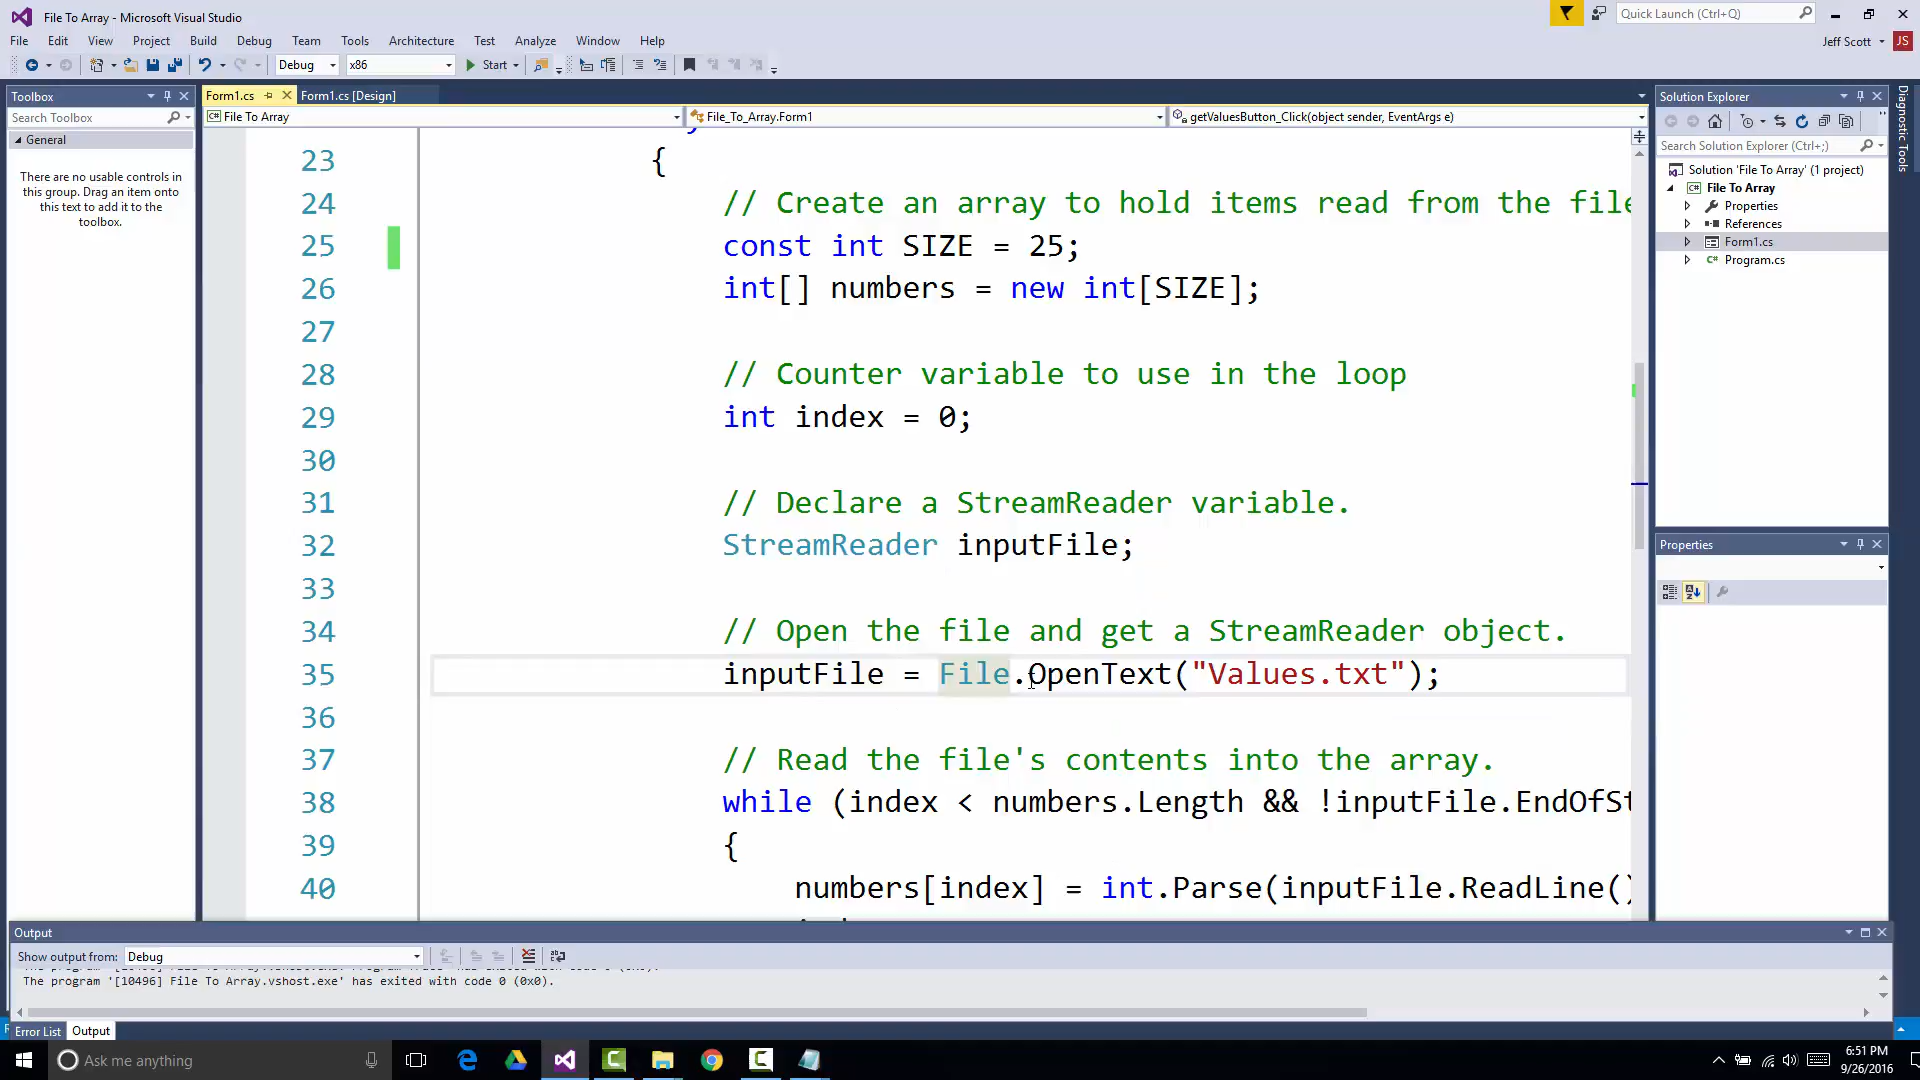 File To Array - Microsoft Visual Studio
Quick Launch (Ctrl+Q)
File Edit View Project Build Debug Team Tools Architecture Test Analyze Window Help
Jeff Scott JS
Debug x86 Start
Toolbox
Search Toolbox
General
There are no usable controls in
this group. Drag an item onto
this text to add it to the
toolbox.
Form1.cs Form1.cs [Design]
File To Array File_To_Array.Form1 getValuesButton_Click(object sender, EventArgs e)
23 {
24 // Create an array to hold items read from the file
25 const int SIZE = 25;
26 int[] numbers = new int[SIZE];
27
28 // Counter variable to use in the loop
29 int index = 0;
30
31 // Declare a StreamReader variable.
32 StreamReader inputFile;
33
34 // Open the file and get a StreamReader object.
35 inputFile = File.OpenText("Values.txt");
36
37 // Read the file's contents into the array.
38 while (index < numbers.Length && !inputFile.EndOfSt
39 {
40 numbers[index] = int.Parse(inputFile.ReadLine()
Solution Explorer
Search Solution Explorer (Ctrl+;)
Solution 'File To Array' (1 project)
File To Array
Properties
References
Form1.cs
Program.cs
Properties
Diagnostic Tools
Output
Show output from: Debug
The program '[10496] File To Array.vshost.exe' has exited with code 0 (0x0).
Error List Output
Ask me anything
6:51 PM
9/26/2016